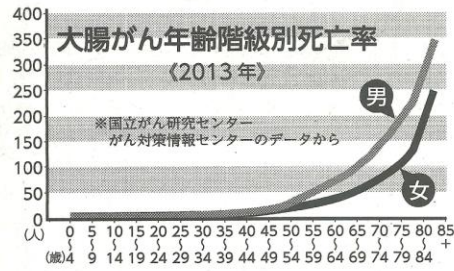 400
大腸がん年齢階級別死亡率
350
《2013年》
300
250
男
200
※国立がん研究センター
がん対策情報センターのデータから
150
100
50
女
0
(人)
0 5 10 15 20 25 30 35 40 45 50 55 60 65 70 75 80 85
〜 〜 〜 〜 〜 〜 〜 〜 〜 〜 〜 〜 〜 〜 〜 〜 〜 +
(歳)4 9 14 19 24 29 34 39 44 49 54 59 64 69 74 79 84